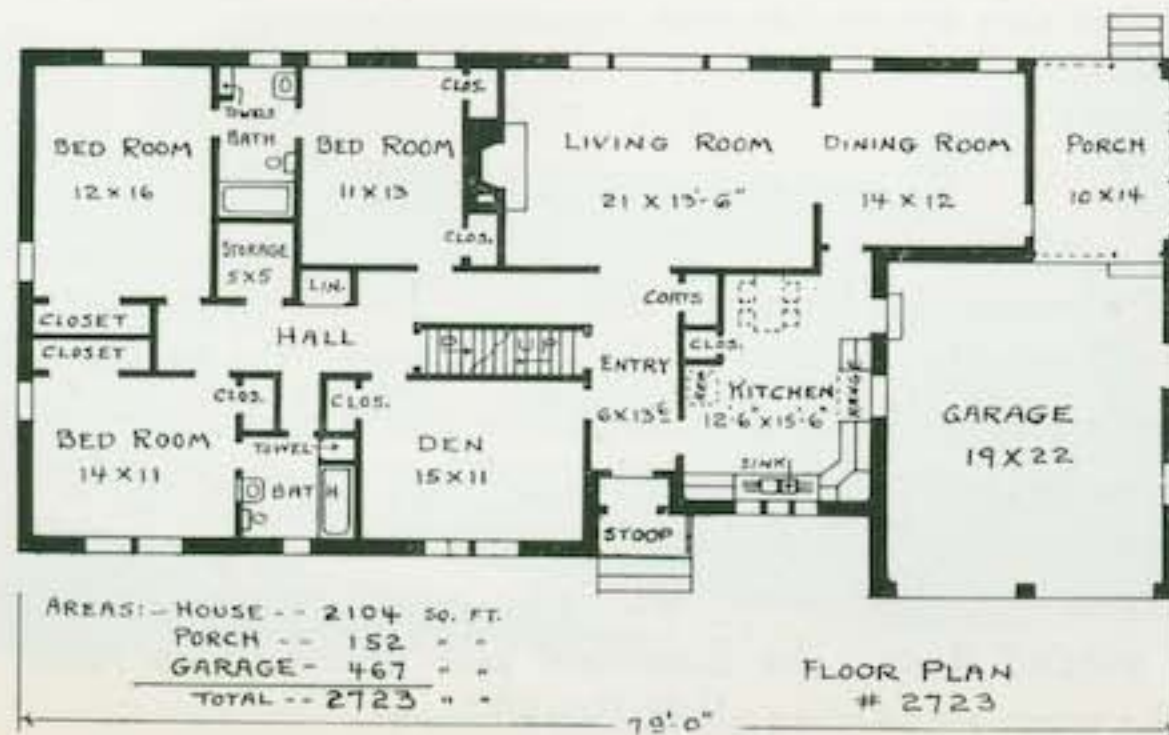 CLOS.
TOWELS
BATH
BED ROOM
12 X 16
BED ROOM
11 X 13
LIVING ROOM
21 X 13'-6"
DINING ROOM
14 X 12
PORCH
10 X 14
STORAGE
5 X 5
CLOS.
LIN.
COATS
CLOSET
CLOSET
HALL
D
UP
CLOS.
ENTRY
6 X 13
REF
KITCHEN
12'-6" X 15'-6"
RANGE
GARAGE
19 X 22
CLOS.
CLOS.
BED ROOM
14 X 11
TOWEL
BATH
DEN
15 X 11
SINK
STOOP
AREAS:- HOUSE -- 2104 SQ. FT.
PORCH -- 152 " "
GARAGE - 467 " "
TOTAL -- 2723 " "
FLOOR PLAN
# 2723
79'-0"